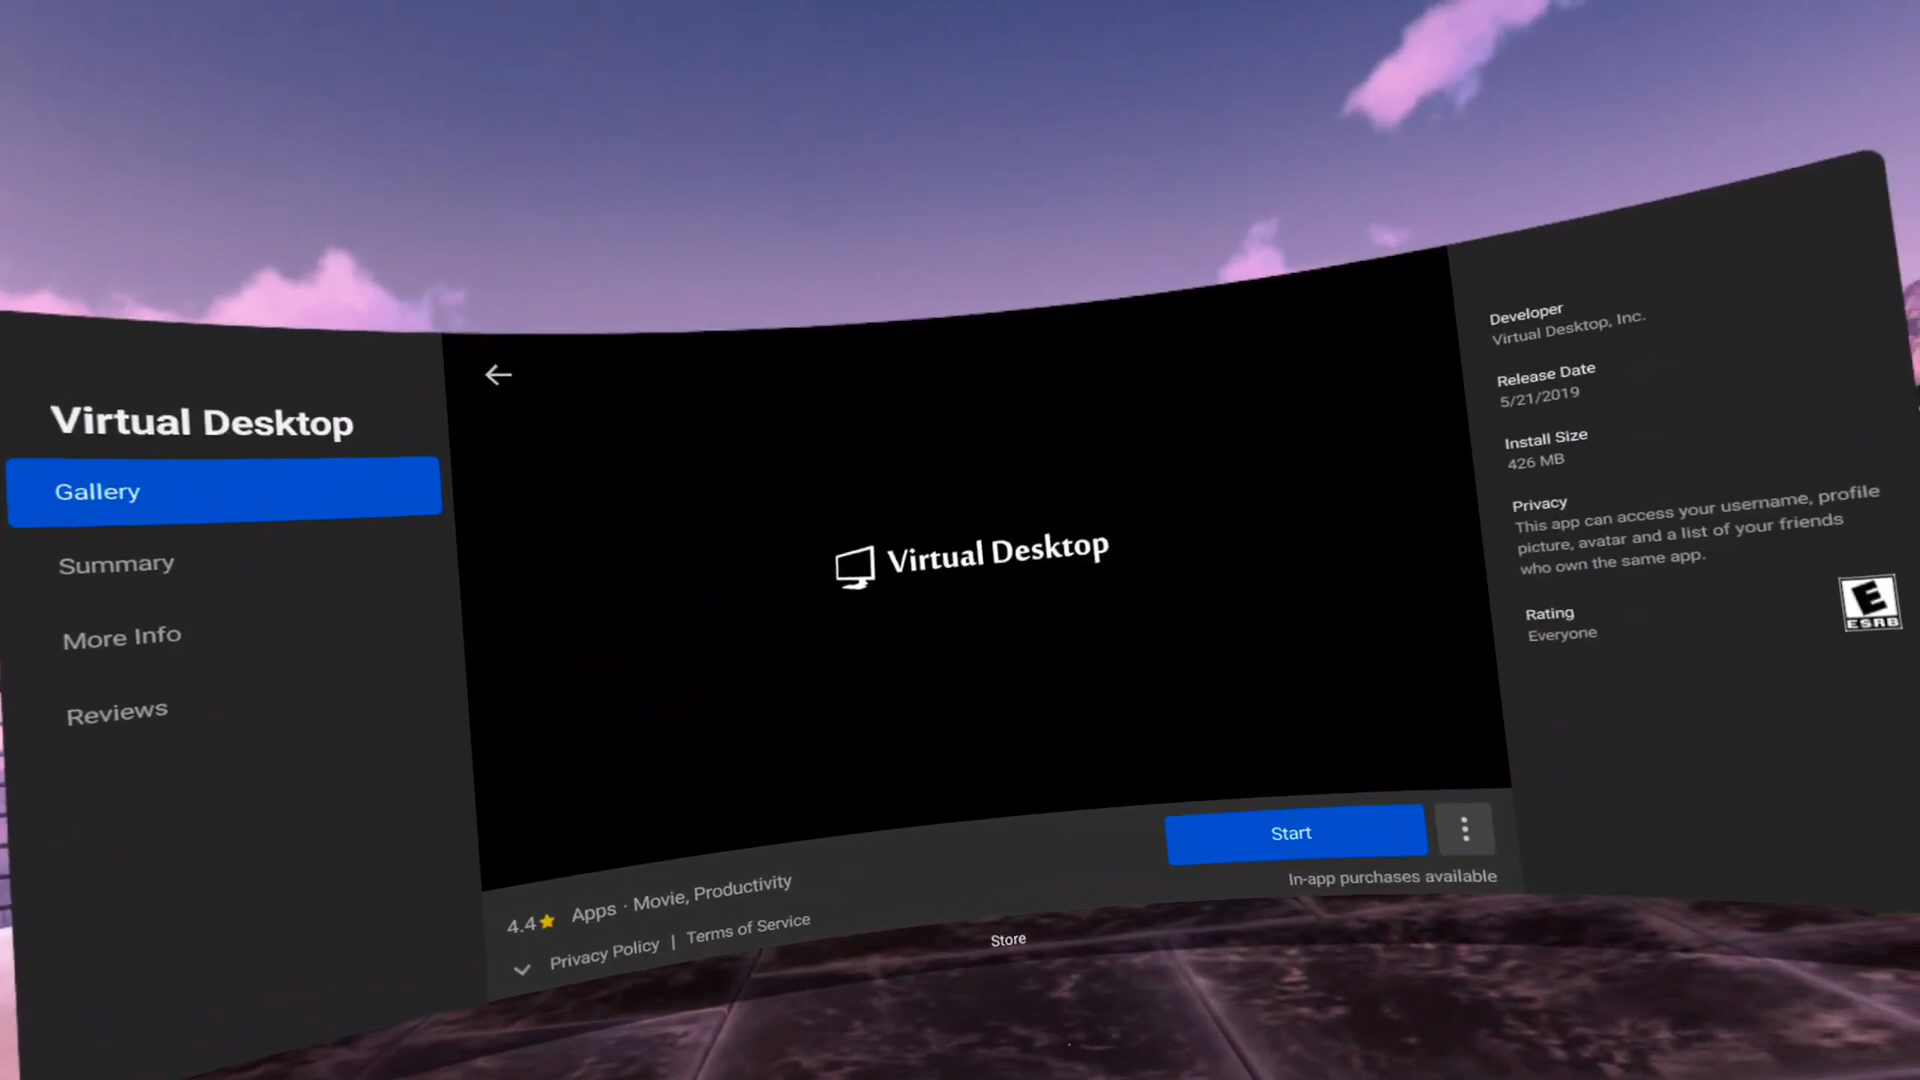 Virtual Desktop
Gallery
Summary
More Info
Reviews
Virtual Desktop
4.4 Apps · Movie, Productivity
Privacy Policy | Terms of Service
Start
In-app purchases available
Store
Developer
Virtual Desktop, Inc.
Release Date
5/21/2019
Install Size
426 MB
Privacy
This app can access your username, profile
picture, avatar and a list of your friends
who own the same app.
Rating
Everyone
E
ESRB